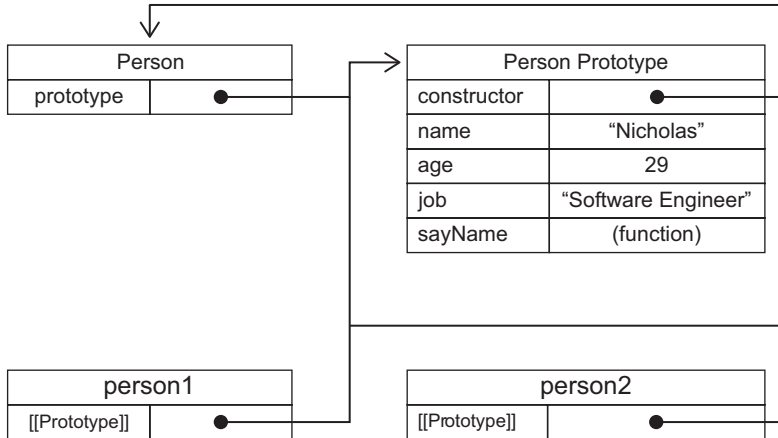 Person
prototype
Person Prototype
constructor
name “Nicholas”
age 29
job “Software Engineer”
sayName (function)
person1
[[Prototype]]
person2
[[Prototype]]